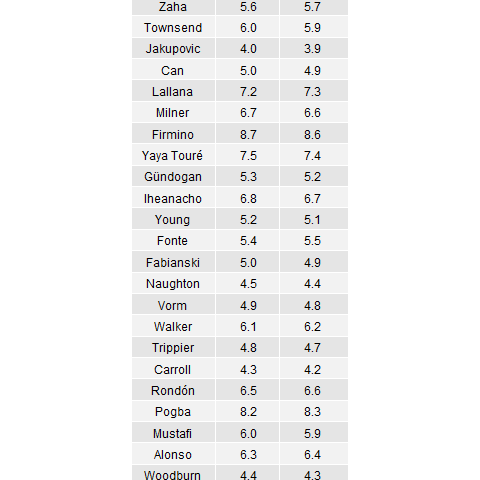 Zaha 5.6 5.7
Townsend 6.0 5.9
Jakupovic 4.0 3.9
Can 5.0 4.9
Lallana 7.2 7.3
Milner 6.7 6.6
Firmino 8.7 8.6
Yaya Touré 7.5 7.4
Gündogan 5.3 5.2
Iheanacho 6.8 6.7
Young 5.2 5.1
Fonte 5.4 5.5
Fabianski 5.0 4.9
Naughton 4.5 4.4
Vorm 4.9 4.8
Walker 6.1 6.2
Trippier 4.8 4.7
Carroll 4.3 4.2
Rondón 6.5 6.6
Pogba 8.2 8.3
Mustafi 6.0 5.9
Alonso 6.3 6.4
Woodburn 4.4 4.3